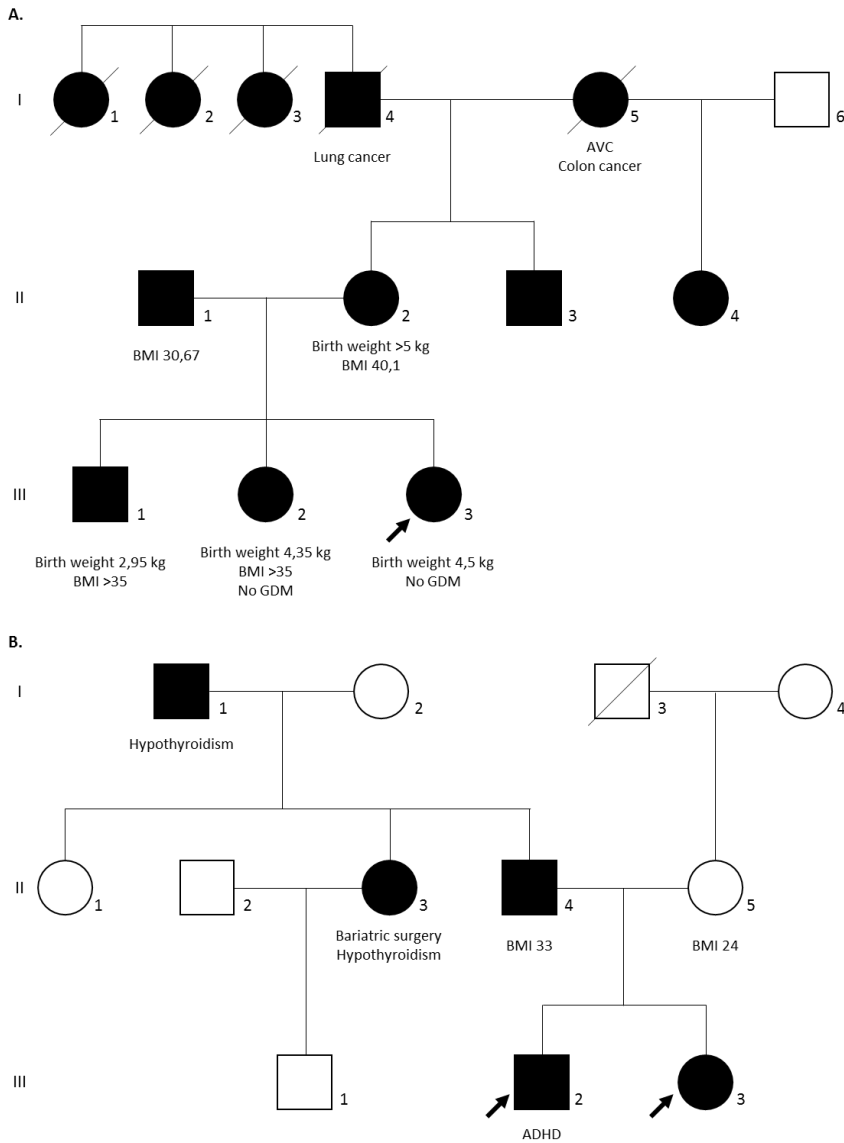 A.
I
1
2
3
4
5
6
Lung cancer
AVC
Colon cancer
II
1
2
3
4
BMI 30,67
Birth weight >5 kg
BMI 40,1
III
1
2
3
Birth weight 2,95 kg
BMI >35
Birth weight 4,35 kg
BMI >35
No GDM
Birth weight 4,5 kg
No GDM
B.
I
1
2
3
4
Hypothyroidism
II
1
2
3
4
5
Bariatric surgery
Hypothyroidism
BMI 33
BMI 24
III
1
2
3
ADHD